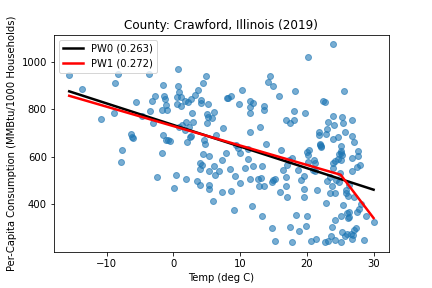 County: Crawford, Illinois (2019)
PW0 (0.263)
PW1 (0.272)
Per-Capita Consumption (MMBtu/1000 Households)
1000
800
600
400
−10
0
10
20
30
Temp (deg C)